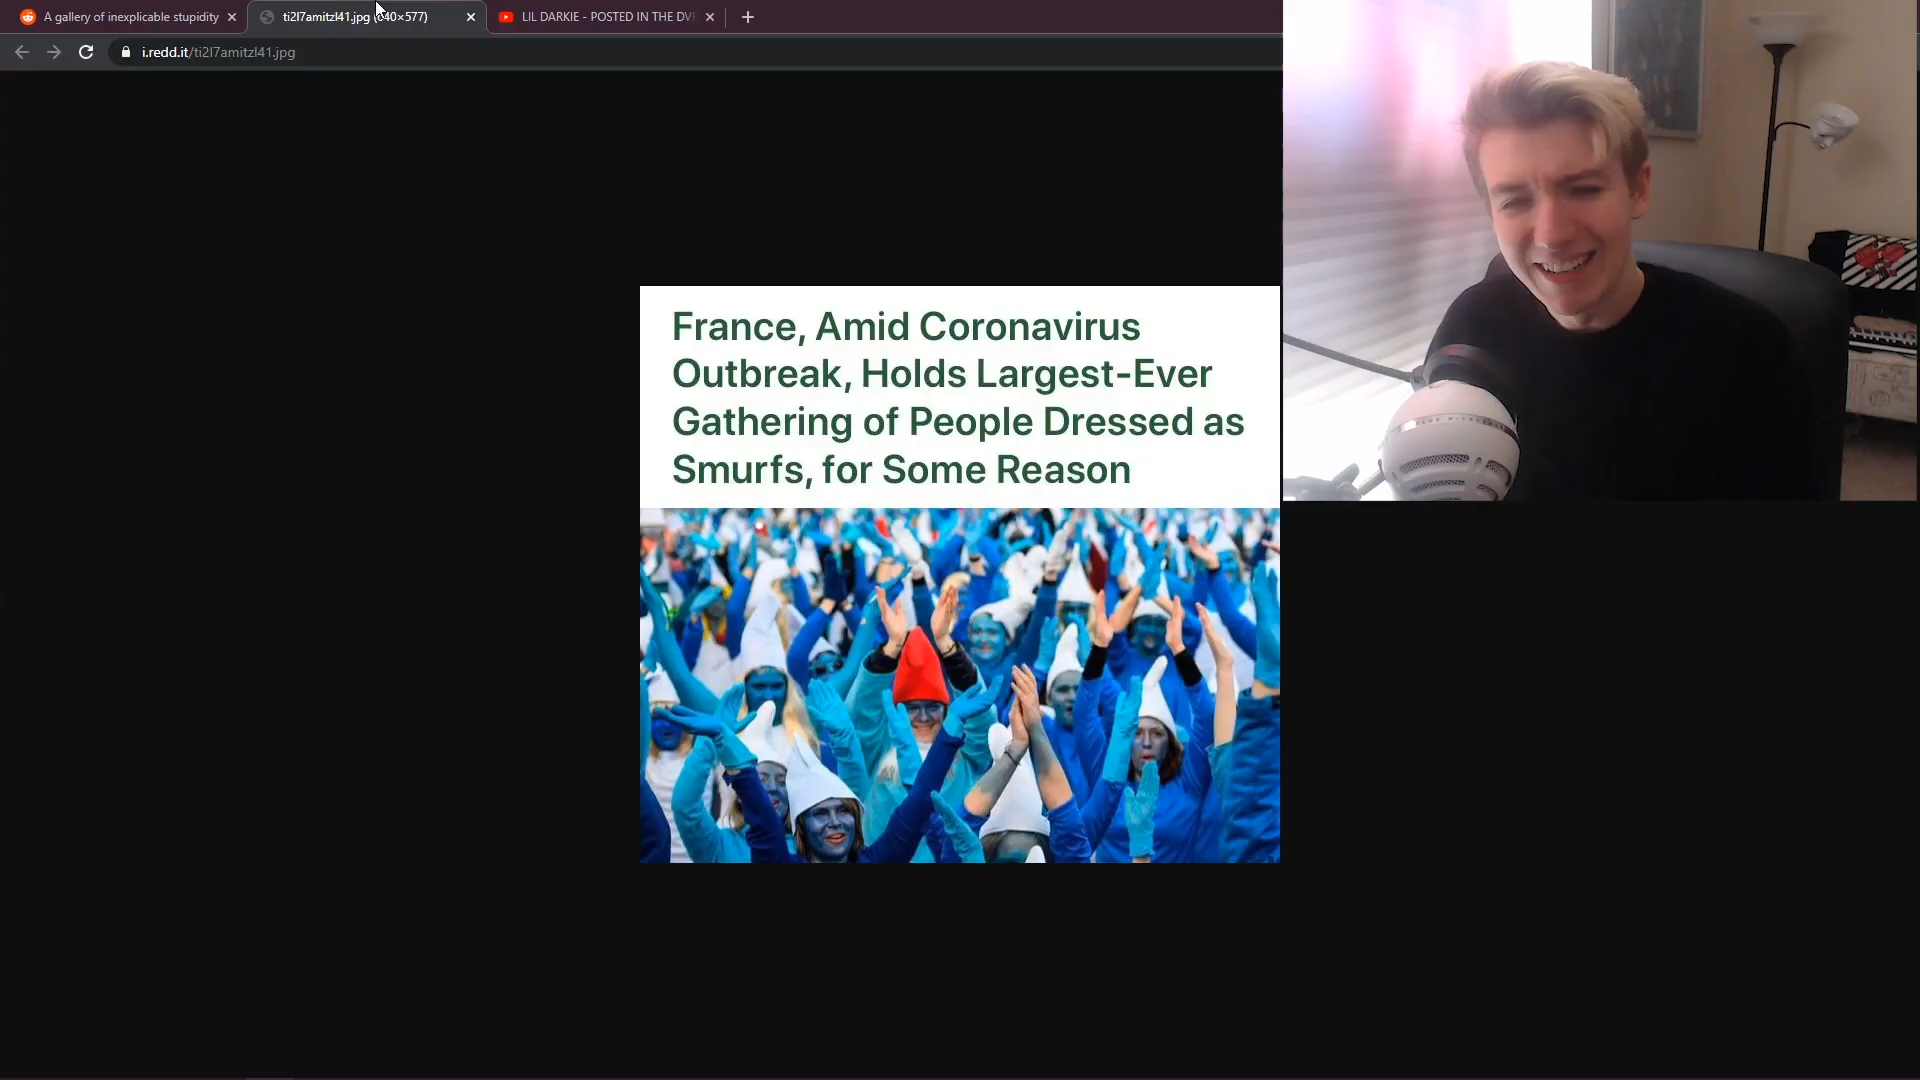 A gallery of inexplicable stupidity
ti2l7amitzl41.jpg (640×577)
LIL DARKIE - POSTED IN THE DVR
i.redd.it/ti2l7amitzl41.jpg
France, Amid Coronavirus
Outbreak, Holds Largest-Ever
Gathering of People Dressed as
Smurfs, for Some Reason